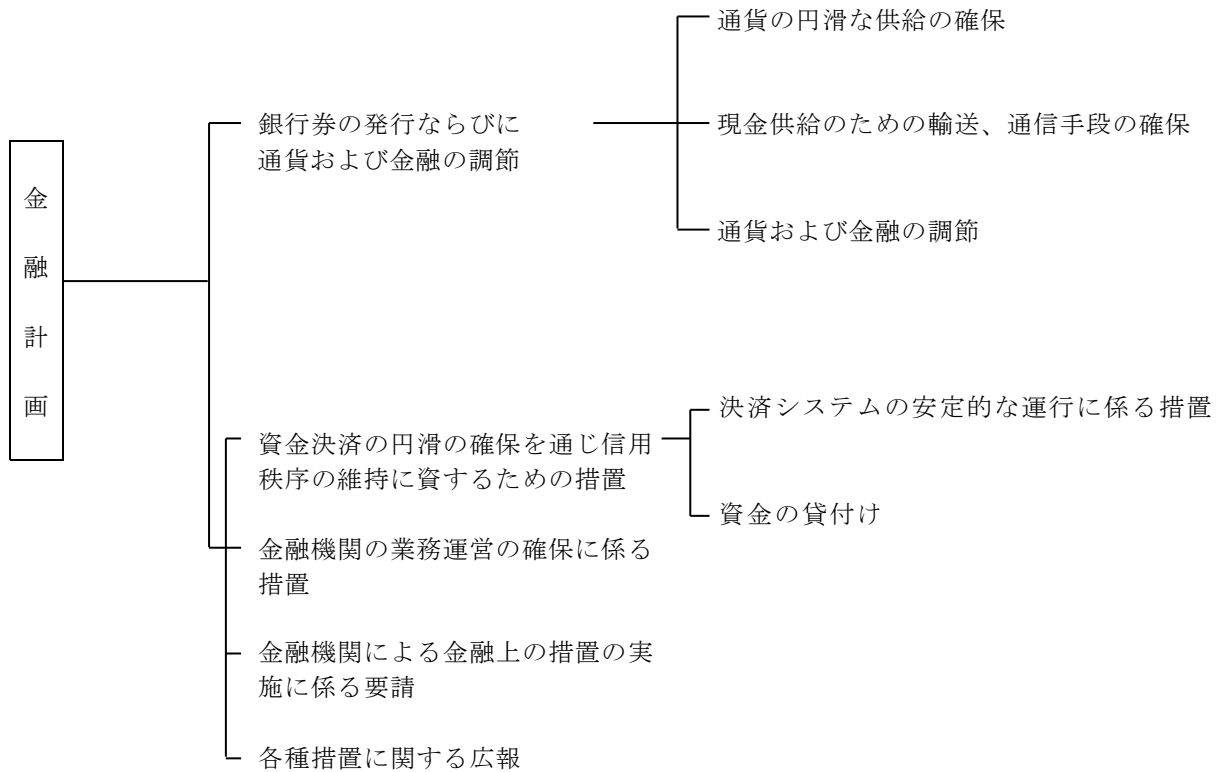 金融計画
銀行券の発行ならびに
通貨および金融の調節
通貨の円滑な供給の確保
現金供給のための輸送、通信手段の確保
通貨および金融の調節
資金決済の円滑の確保を通じ信用
秩序の維持に資するための措置
決済システムの安定的な運行に係る措置
資金の貸付け
金融機関の業務運営の確保に係る
措置
金融機関による金融上の措置の実
施に係る要請
各種措置に関する広報